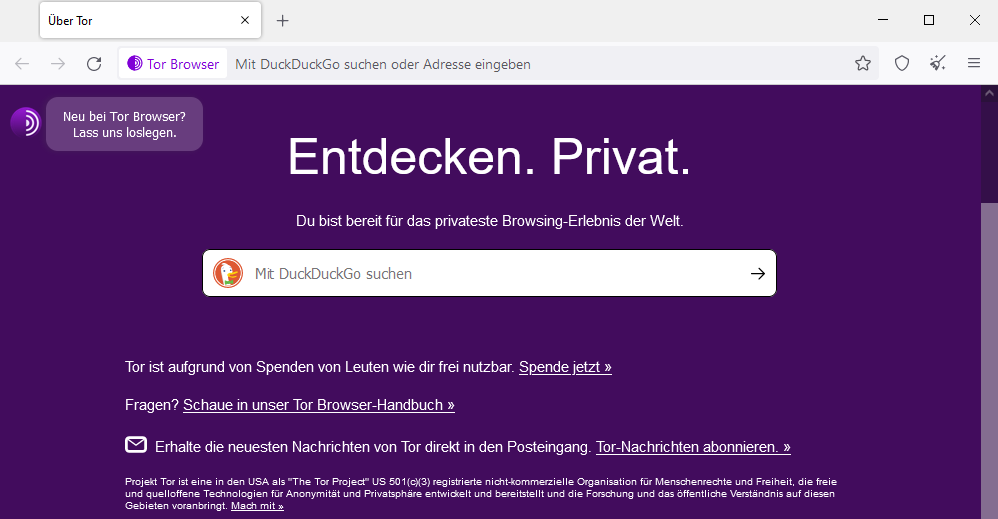 Über Tor
Tor Browser
Mit DuckDuckGo suchen oder Adresse eingeben
Neu bei Tor Browser?
Lass uns loslegen.
Entdecken. Privat.
Du bist bereit für das privateste Browsing-Erlebnis der Welt.
Mit DuckDuckGo suchen
Tor ist aufgrund von Spenden von Leuten wie dir frei nutzbar. Spende jetzt »
Fragen? Schaue in unser Tor Browser-Handbuch »
Erhalte die neuesten Nachrichten von Tor direkt in den Posteingang. Tor-Nachrichten abonnieren. »
Projekt Tor ist eine in den USA als "The Tor Project" US 501(c)(3) registrierte nicht-kommerzielle Organisation für Menschenrechte und Freiheit, die freie
und quelloffene Technologien für Anonymität und Privatsphäre entwickelt und bereitstellt und die Forschung und das öffentliche Verständnis auf diesen
Gebieten voranbringt. Mach mit »